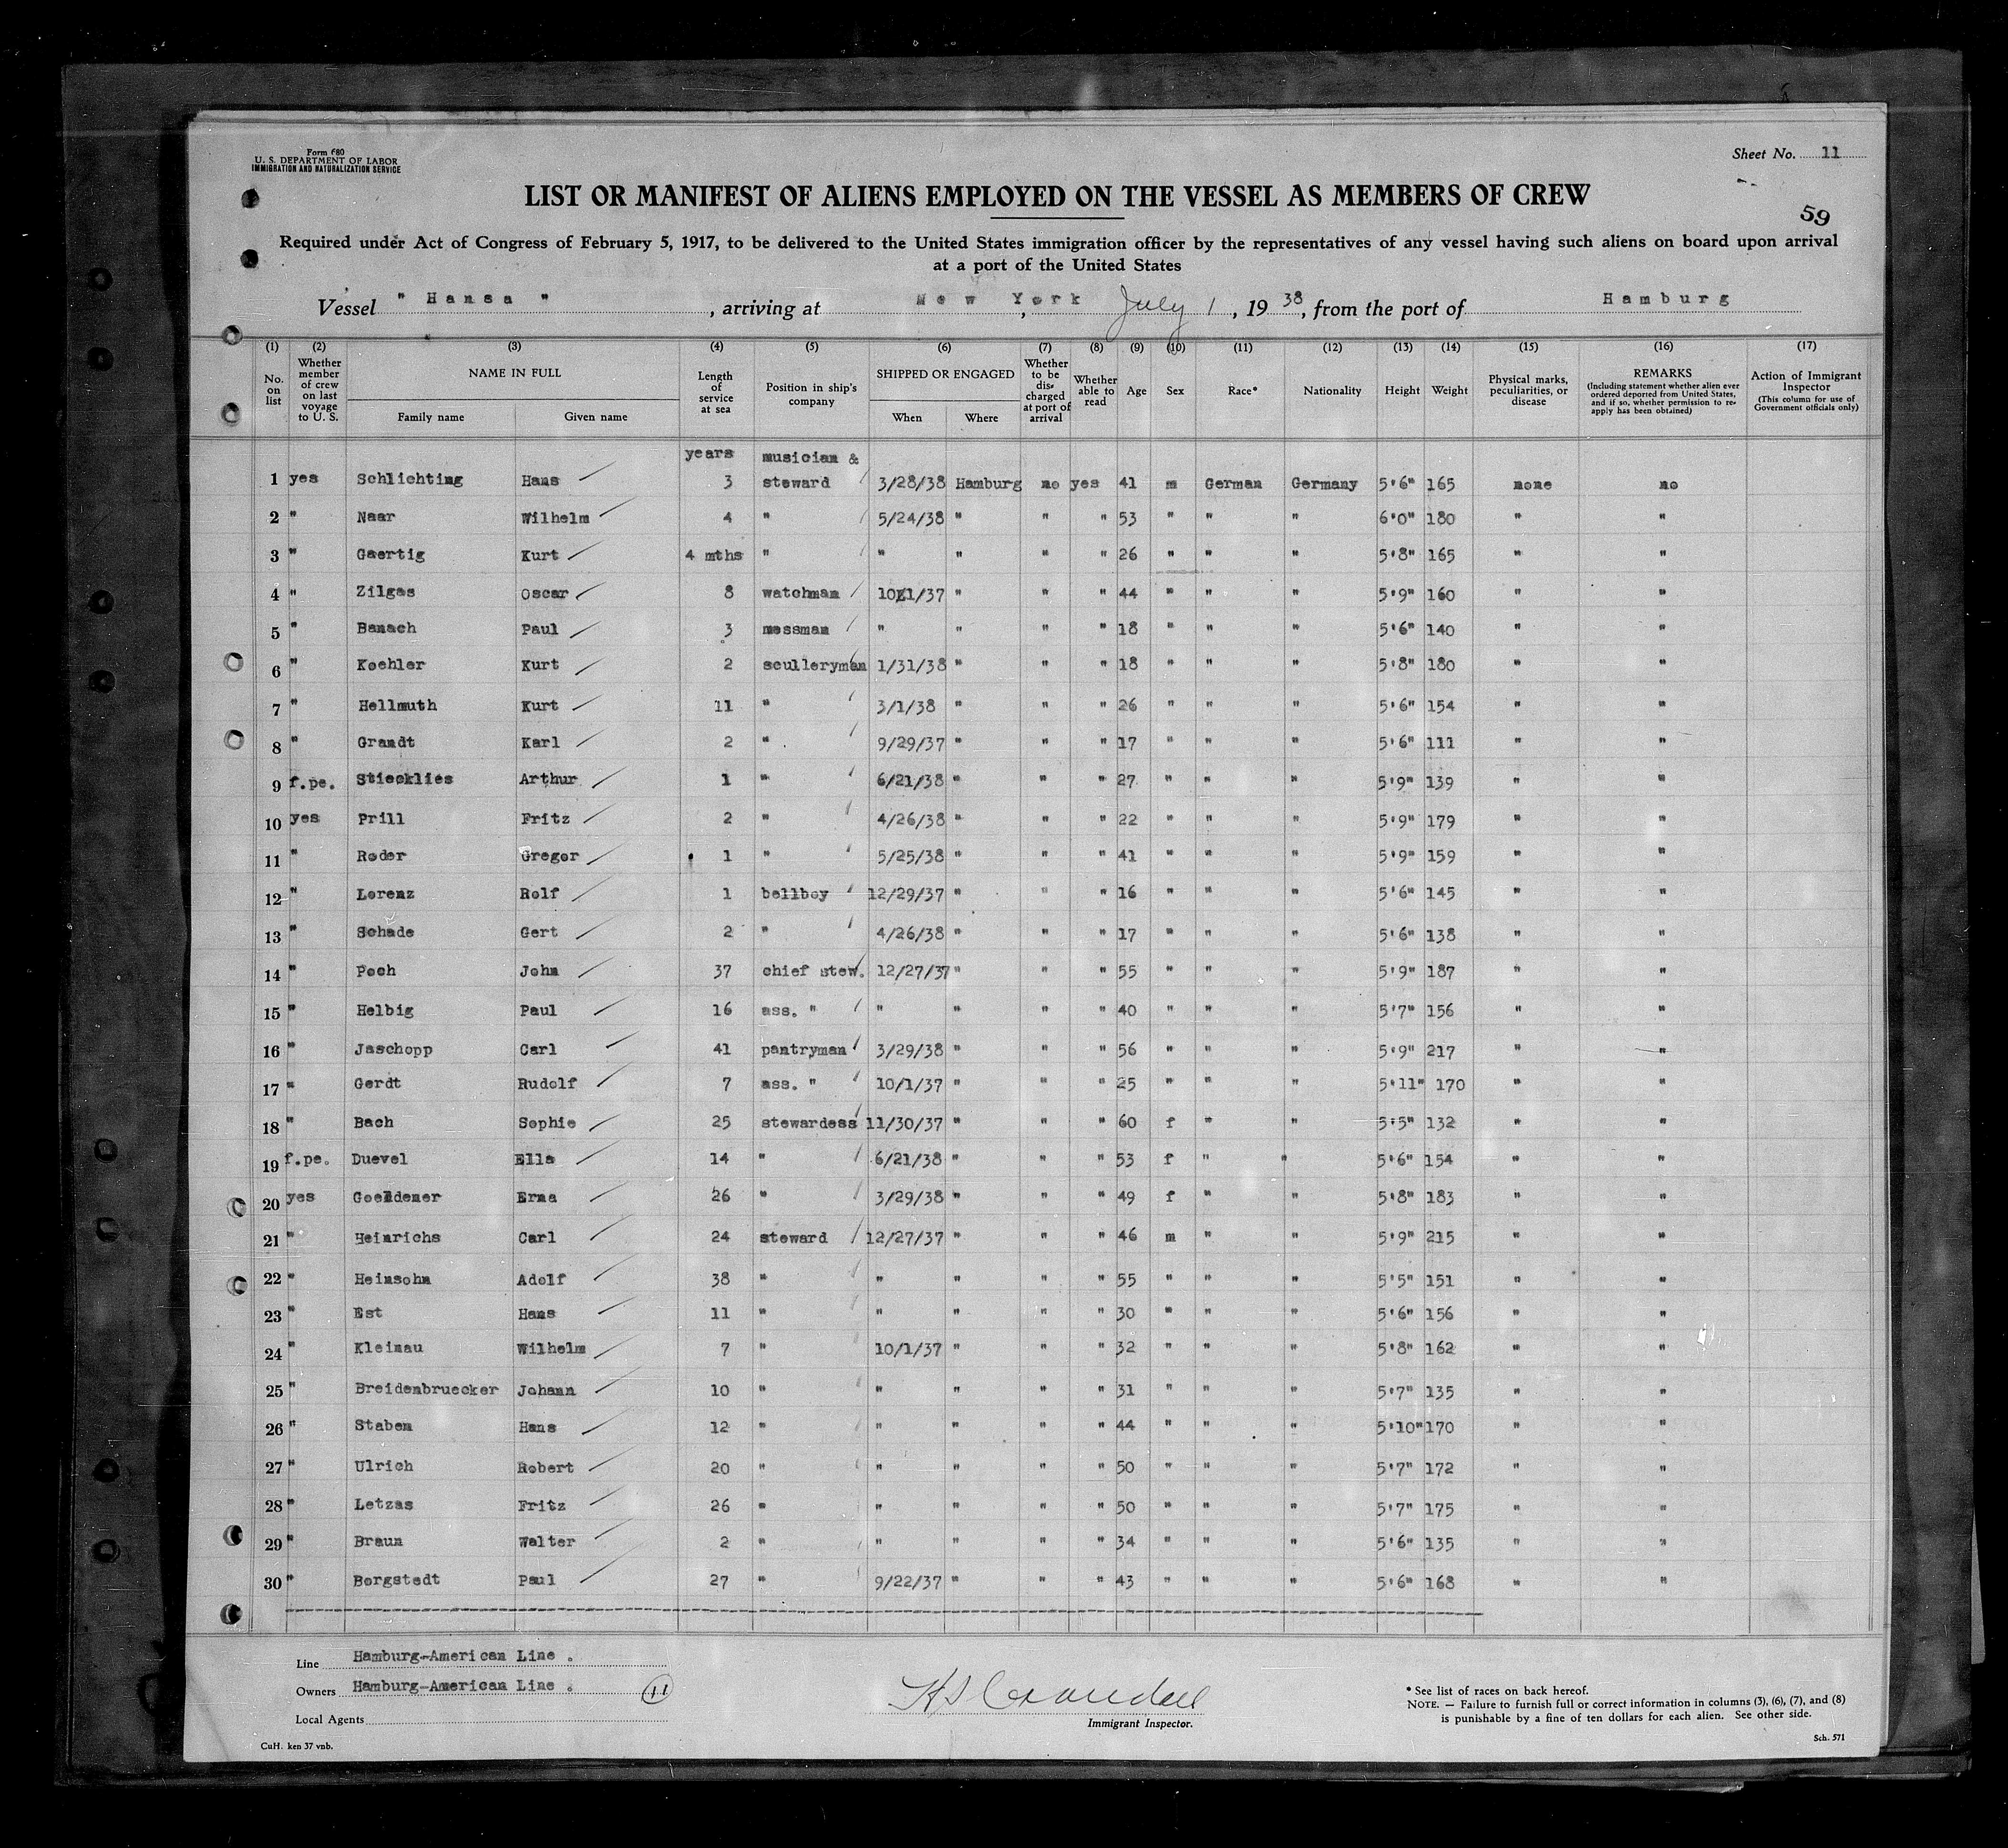 Form 680
U. S. DEPARTMENT OF LABOR
IMMIGRATION AND NATURALIZATION SERVICE
Sheet No. 11
LIST OR MANIFEST OF ALIENS EMPLOYED ON THE VESSEL AS MEMBERS OF CREW
59
Required under Act of Congress of February 5, 1917, to be delivered to the United States immigration officer by the representatives of any vessel having such aliens on board upon arrival
at a port of the United States
Vessel " Hansa ", arriving at New York, July 1, 1938, from the port of Hamburg
(1) (2) (3) (4) (5) (6) (7) (8) (9) (10) (11) (12) (13) (14) (15) (16) (17)
No. on list
Whether member of crew on last voyage to U. S.
NAME IN FULL
Family name Given name
Length of service at sea
Position in ship's company
SHIPPED OR ENGAGED
When Where
Whether to be discharged at port of arrival
Whether able to read
Age
Sex
Race*
Nationality
Height
Weight
Physical marks, peculiarities, or disease
REMARKS
(Including statement whether alien ever ordered deported from United States, and if so, whether permission to reapply has been obtained)
Action of Immigrant Inspector
(This column for use of Government officials only)
years musician &
1 yes Schlichting Hans 3 steward 3/28/38 Hamburg no yes 41 m German Germany 5'6" 165 none no
2 " Naar Wilhelm 4 " 5/24/38 " " " 53 " " " 6'0" 180 " "
3 " Gaertig Kurt 4 mths " " " " " 26 " " " 5'8" 165 " "
4 " Zilgas Oscar 8 watchman 10/1/37 " " " 44 " " " 5'9" 160 " "
5 " Banach Paul 3 messman " " " " 18 " " " 5'6" 140 " "
6 " Koehler Kurt 2 sculleryman 1/31/38 " " " 18 " " " 5'8" 180 " "
7 " Hellmuth Kurt 11 " 3/1/38 " " " 26 " " " 5'6" 154 " "
8 " Grandt Karl 2 " 9/29/37 " " " 17 " " " 5'6" 111 " "
9 f.pe. Stiecklies Arthur 1 " 6/21/38 " " " 27 " " " 5'9" 139 " "
10 yes Prill Fritz 2 " 4/26/38 " " " 22 " " " 5'9" 179 " "
11 " Roder Gregor 1 " 5/25/38 " " " 41 " " " 5'9" 159 " "
12 " Lorenz Rolf 1 bellboy 12/29/37 " " " 16 " " " 5'6" 145 " "
13 " Schade Gert 2 " 4/26/38 " " " 17 " " " 5'6" 138 " "
14 " Poch John 37 chief stew. 12/27/37 " " " 55 " " " 5'9" 187 " "
15 " Helbig Paul 16 ass. " " " " " 40 " " " 5'7" 156 " "
16 " Jaschopp Carl 41 pantryman 3/29/38 " " " 56 " " " 5'9" 217 " "
17 " Gerdt Rudolf 7 ass. " 10/1/37 " " " 25 " " " 5'11" 170 " "
18 " Bach Sophie 25 stewardess 11/30/37 " " " 60 f " " 5'5" 132 " "
19 f.pe. Duevel Ella 14 " 6/21/38 " " " 53 f " " 5'6" 154 " "
20 yes Goeldener Erna 26 " 3/29/38 " " " 49 f " " 5'8" 183 " "
21 " Heinrichs Carl 24 steward 12/27/37 " " " 46 m " " 5'9" 215 " "
22 " Heinsohn Adolf 38 " " " " " 55 " " " 5'5" 151 " "
23 " Est Hans 11 " " " " " 30 " " " 5'6" 156 " "
24 " Kleinau Wilhelm 7 " 10/1/37 " " " 32 " " " 5'8" 162 " "
25 " Breidenbruecker Johann 10 " " " " " 31 " " " 5'7" 135 " "
26 " Staben Hans 12 " " " " " 44 " " " 5'10" 170 " "
27 " Ulrich Robert 20 " " " " " 50 " " " 5'7" 172 " "
28 " Letzas Fritz 26 " " " " " 50 " " " 5'7" 175 " "
29 " Braun Walter 2 " " " " " 34 " " " 5'6" 135 " "
30 " Borgstedt Paul 27 " 9/22/37 " " " 43 " " " 5'6" 168 " "
Line Hamburg-American Line .
Owners Hamburg-American Line . 11
Local Agents
Immigrant Inspector.
* See list of races on back hereof.
NOTE. — Failure to furnish full or correct information in columns (3), (6), (7), and (8)
is punishable by a fine of ten dollars for each alien. See other side.
CuH. ken 37 vnb.
Sch. 571